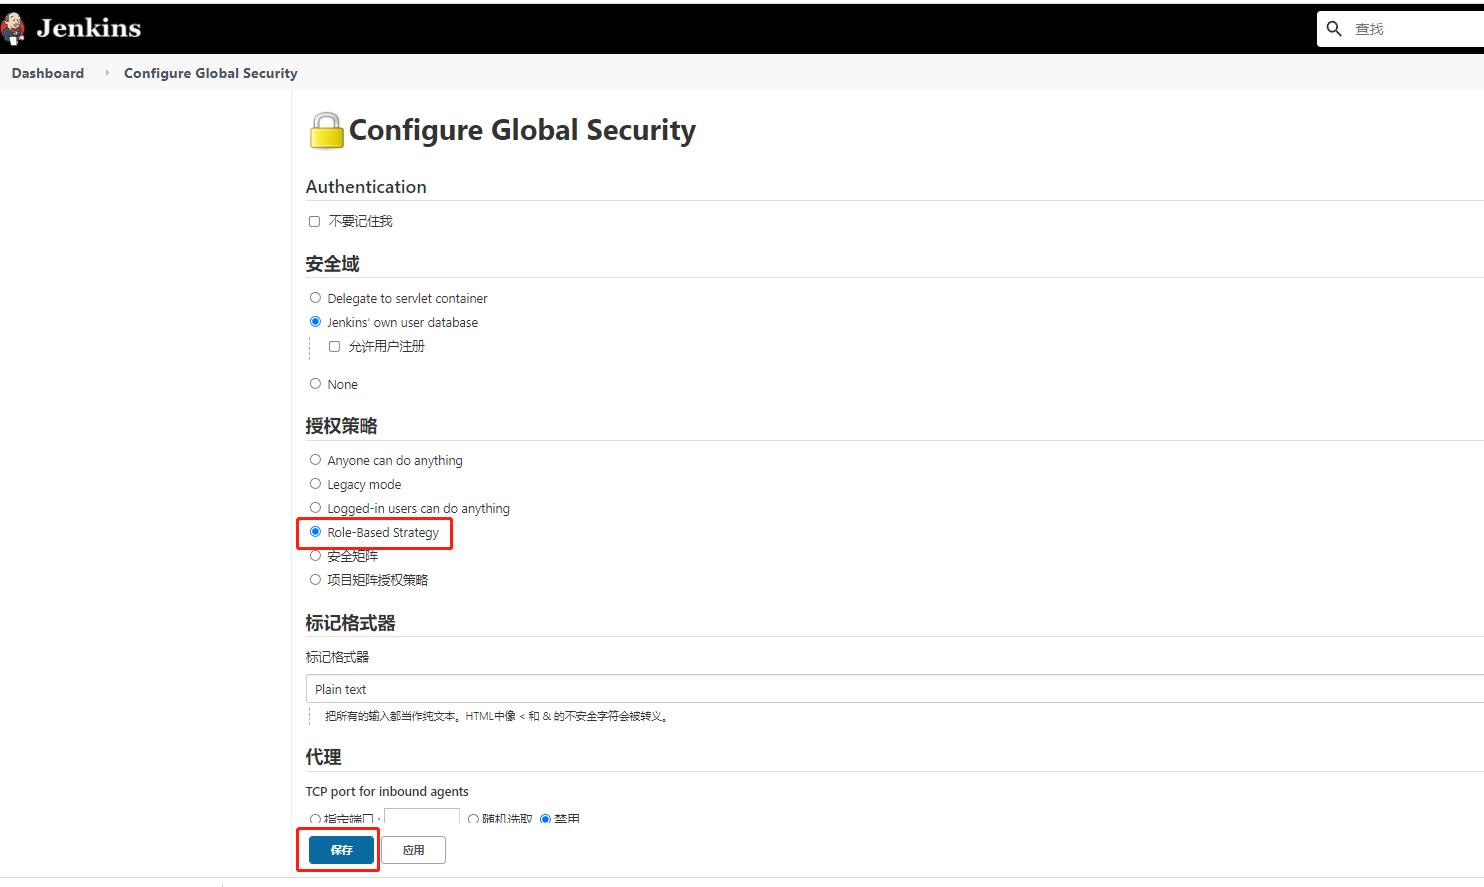 Jenkins
查找
Dashboard
Configure Global Security
Configure Global Security
Authentication
不要记住我
安全域
Delegate to servlet container
Jenkins' own user database
允许用户注册
None
授权策略
Anyone can do anything
Legacy mode
Logged-in users can do anything
Role-Based Strategy
安全矩阵
项目矩阵授权策略
标记格式器
标记格式器
Plain text
把所有的输入都当作纯文本。HTML中像 < 和 & 的不安全字符会被转义。
代理
TCP port for inbound agents
指定端口 : 随机选取 禁用
保存 应用